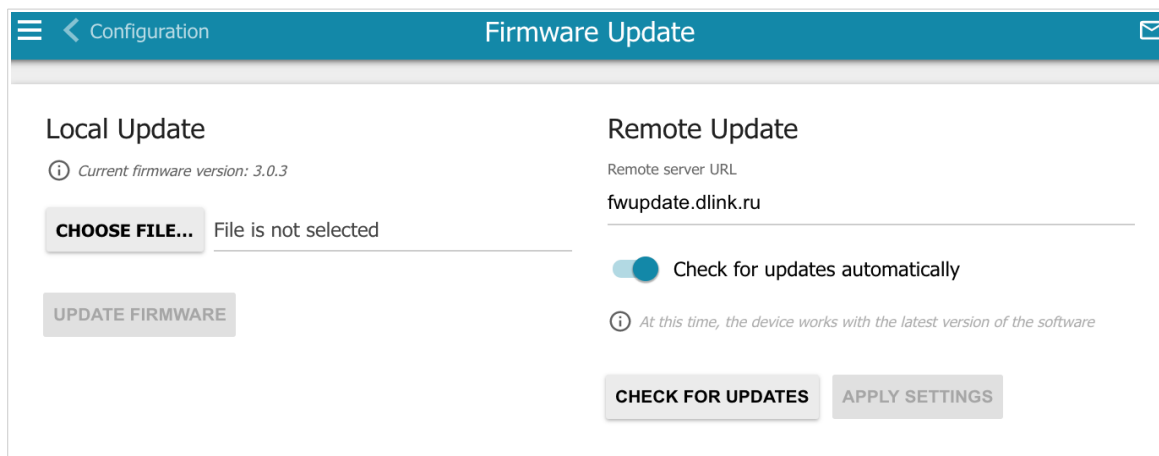 Configuration
Firmware Update
Local Update
Current firmware version: 3.0.3
CHOOSE FILE...
File is not selected
UPDATE FIRMWARE
Remote Update
Remote server URL
fwupdate.dlink.ru
Check for updates automatically
At this time, the device works with the latest version of the software
CHECK FOR UPDATES
APPLY SETTINGS